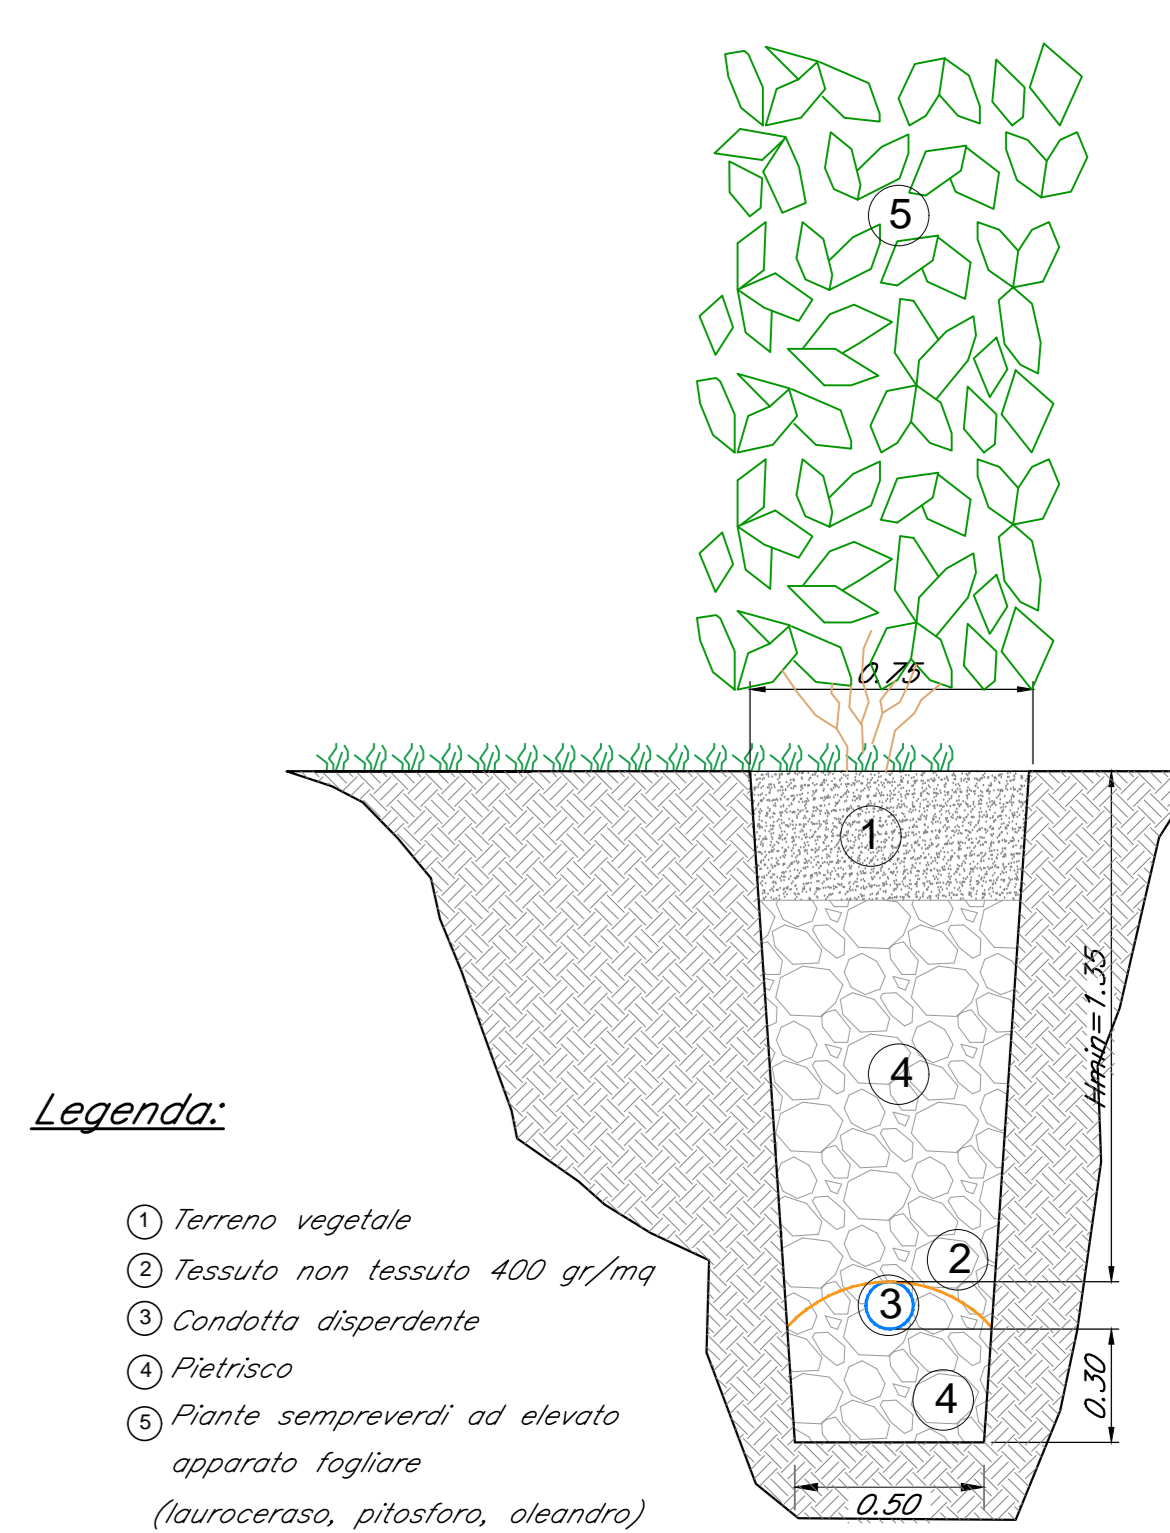 5
0.75
1
Hmin=1.35
4
2
3
0.30
4
0.50
Legenda:
1 Terreno vegetale
2 Tessuto non tessuto 400 gr/mq
3 Condotta disperdente
4 Pietrisco
5 Piante sempreverdi ad elevato
apparato fogliare
(lauroceraso, pitosforo, oleandro)